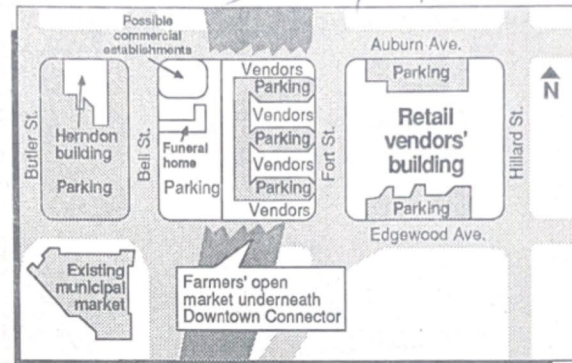 Possible
commercial
establishments
Auburn Ave.
Vendors
Parking
Vendors
Parking
Vendors
Parking
Vendors
Butler St.
Herndon
building
Parking
Bell St.
Funeral
home
Parking
Fort St.
Parking
Retail
vendors'
building
Parking
Hillard St.
N
Edgewood Ave.
Existing
municipal
market
Farmers' open
market underneath
Downtown Connector